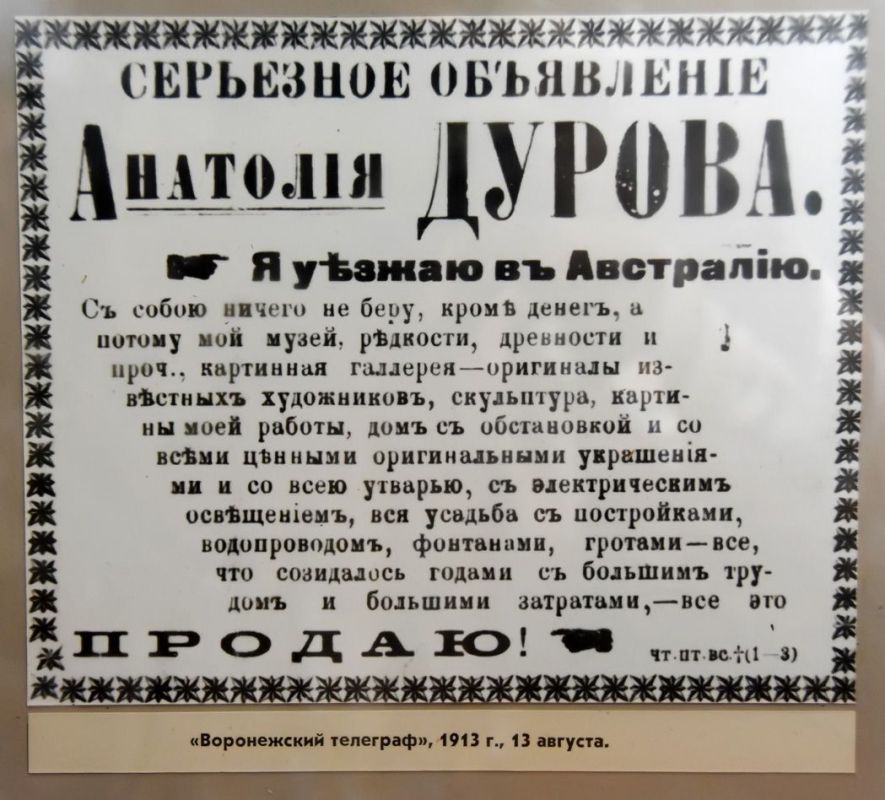 СЕРЬЕЗНОЕ ОБЪЯВЛЕНІЕ
Анатолія ДУРОВА.
Я уѣзжаю въ Австралію.
Съ собою ничего не беру, кромѣ денегъ, а
потому мой музей, рѣдкости, древности и
проч., картинная галлерея—оригиналы из-
вѣстныхъ художниковъ, скульптура, карти-
ны моей работы, домъ съ обстановкой и со
всѣми цѣнными оригинальными украшенія-
ми и со всею утварью, съ электрическимъ
освѣщеніемъ, вся усадьба съ постройками,
водопроводомъ, фонтанами, гротами—все,
что созидалось годами съ большимъ тру-
домъ и большими затратами,—все это
ПРОДАЮ!
чт.пт.вс.†(1—3)
«Воронежский телеграф», 1913 г., 13 августа.